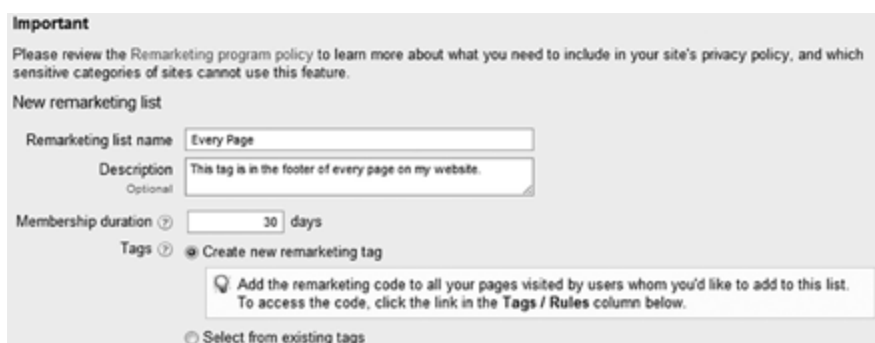 Important
Please review the Remarketing program policy to learn more about what you need to include in your site's privacy policy, and which
sensitive categories of sites cannot use this feature.
New remarketing list
Remarketing list name Every Page
Description This tag is in the footer of every page on my website.
Optional
Membership duration ? 30 days
Tags ? Create new remarketing tag
Add the remarketing code to all your pages visited by users whom you'd like to add to this list.
To access the code, click the link in the Tags / Rules column below.
Select from existing tags